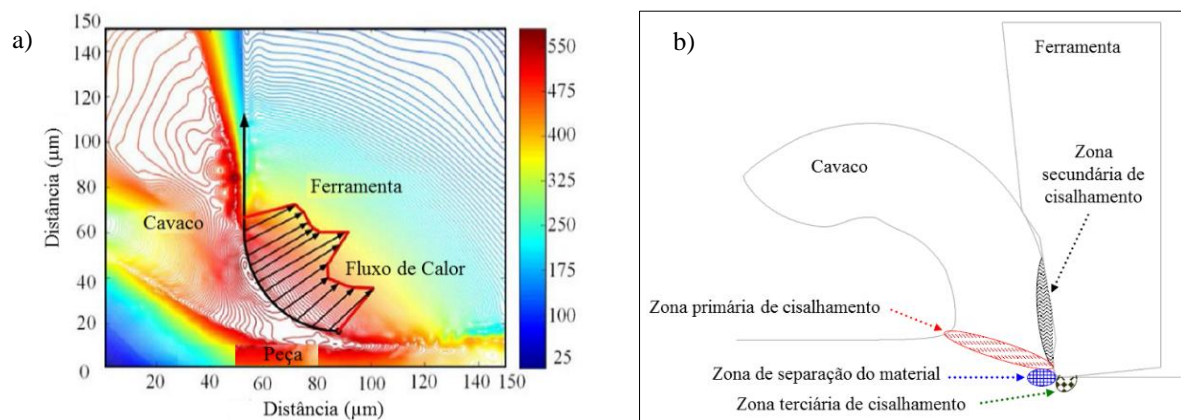 a)
150
120
100
80
60
40
20
0
Distância (µm)
20
40
60
80
100
120
150
Distância (µm)
Ferramenta
Cavaco
Fluxo de Calor
Peça
550
475
400
325
250
175
100
25
b)
Ferramenta
Cavaco
Zona
secundária de
cisalhamento
Zona primária de cisalhamento
Zona de separação do material
Zona terciária de cisalhamento